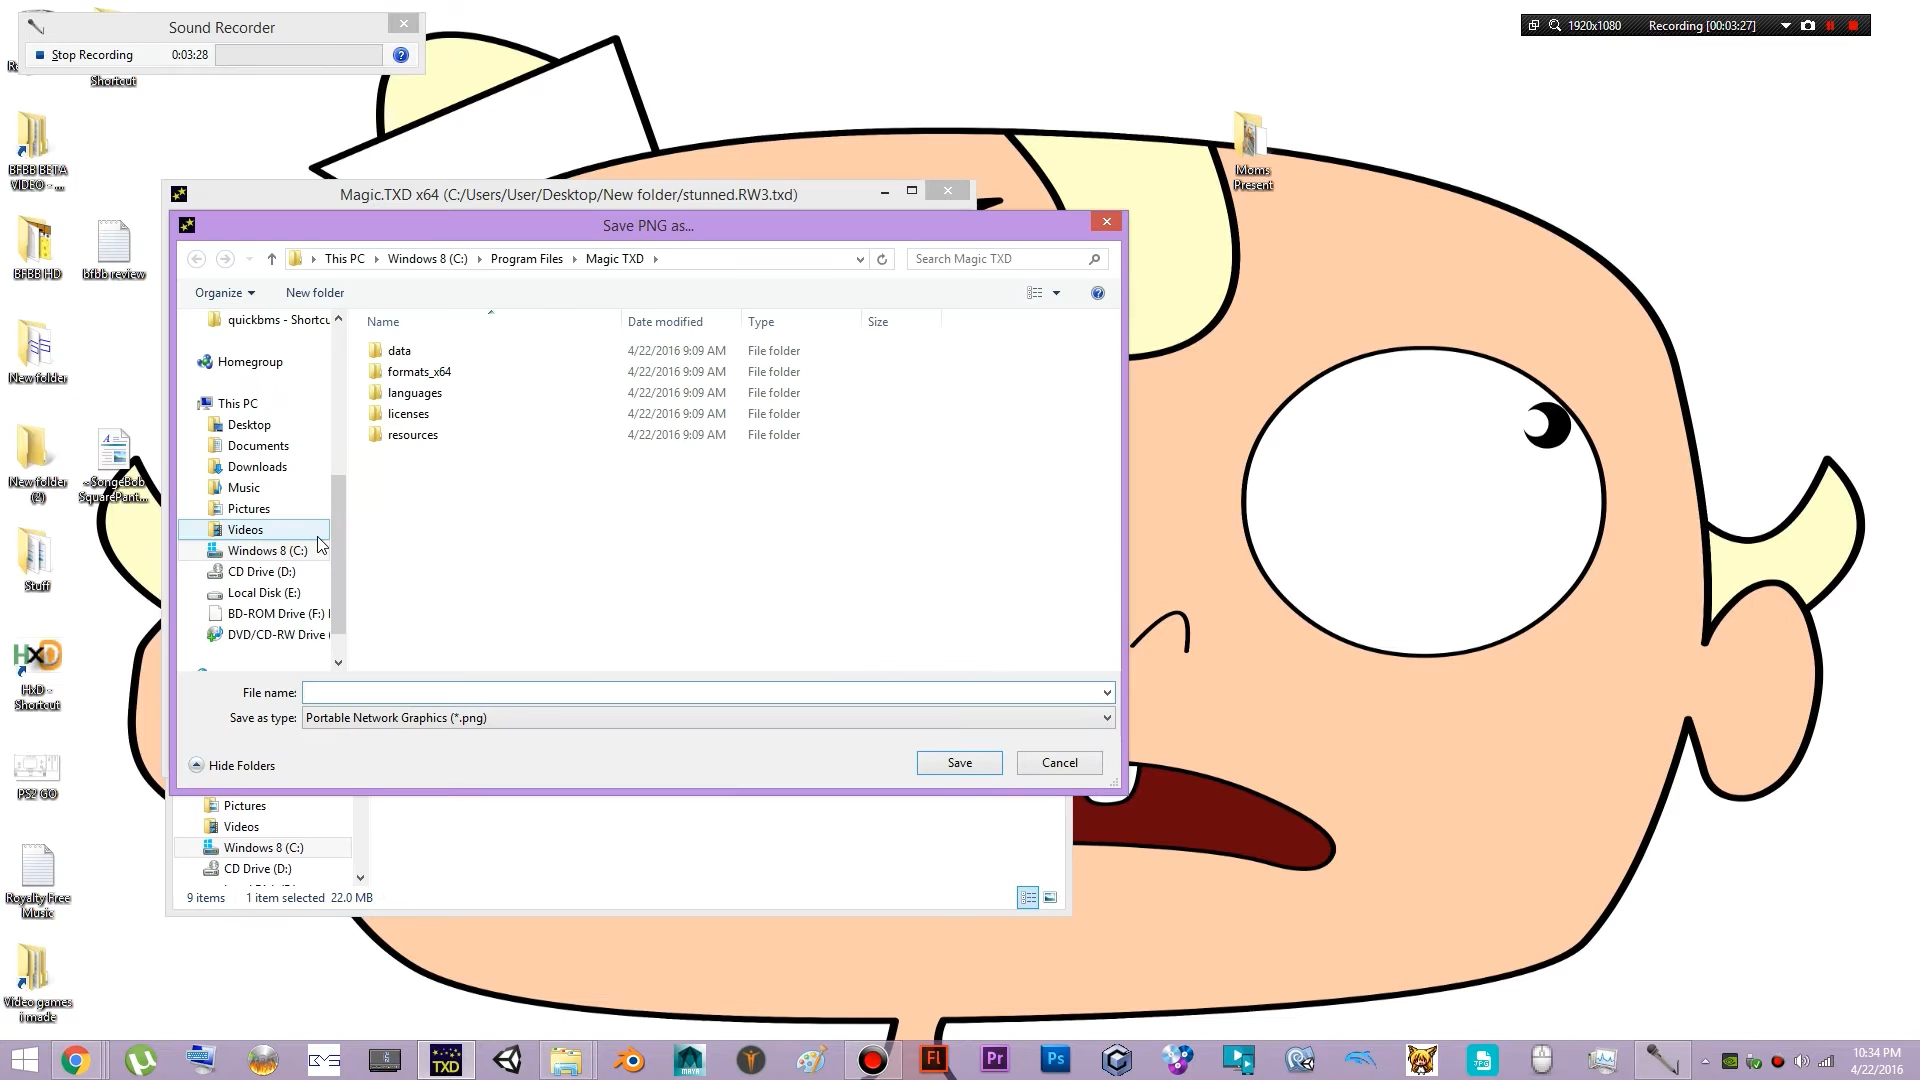 Sound Recorder
Stop Recording
0:03:28
1920x1080
Recording [00:03:27]
Shortcut
BFBB BETA
VIDEO - ...
BFBB HD
bfbb review
New folder
New folder
(2)
~SongeBob
SquarePant...
Stuff
HxD -
Shortcut
PS2 GO
Royalty Free
Music
Video games
i made
Moms
Present
Magic.TXD x64 (C:/Users/User/Desktop/New folder/stunned.RW3.txd)
Save PNG as...
This PC
Windows 8 (C:)
Program Files
Magic TXD
Search Magic TXD
Organize
New folder
Name
Date modified
Type
Size
quickbms - Shortcu
Homegroup
This PC
Desktop
Documents
Downloads
Music
Pictures
Videos
Windows 8 (C:)
CD Drive (D:)
Local Disk (E:)
BD-ROM Drive (F:)
DVD/CD-RW Drive
data 4/22/2016 9:09 AM File folder
formats_x64 4/22/2016 9:09 AM File folder
languages 4/22/2016 9:09 AM File folder
licenses 4/22/2016 9:09 AM File folder
resources 4/22/2016 9:09 AM File folder
File name:
Save as type: Portable Network Graphics (*.png)
Hide Folders
Save
Cancel
Pictures
Videos
Windows 8 (C:)
CD Drive (D:)
9 items 1 item selected 22.0 MB
HxD
TXD
MAYA
Fl
Pr
Ps
JPG
10:34 PM
4/22/2016